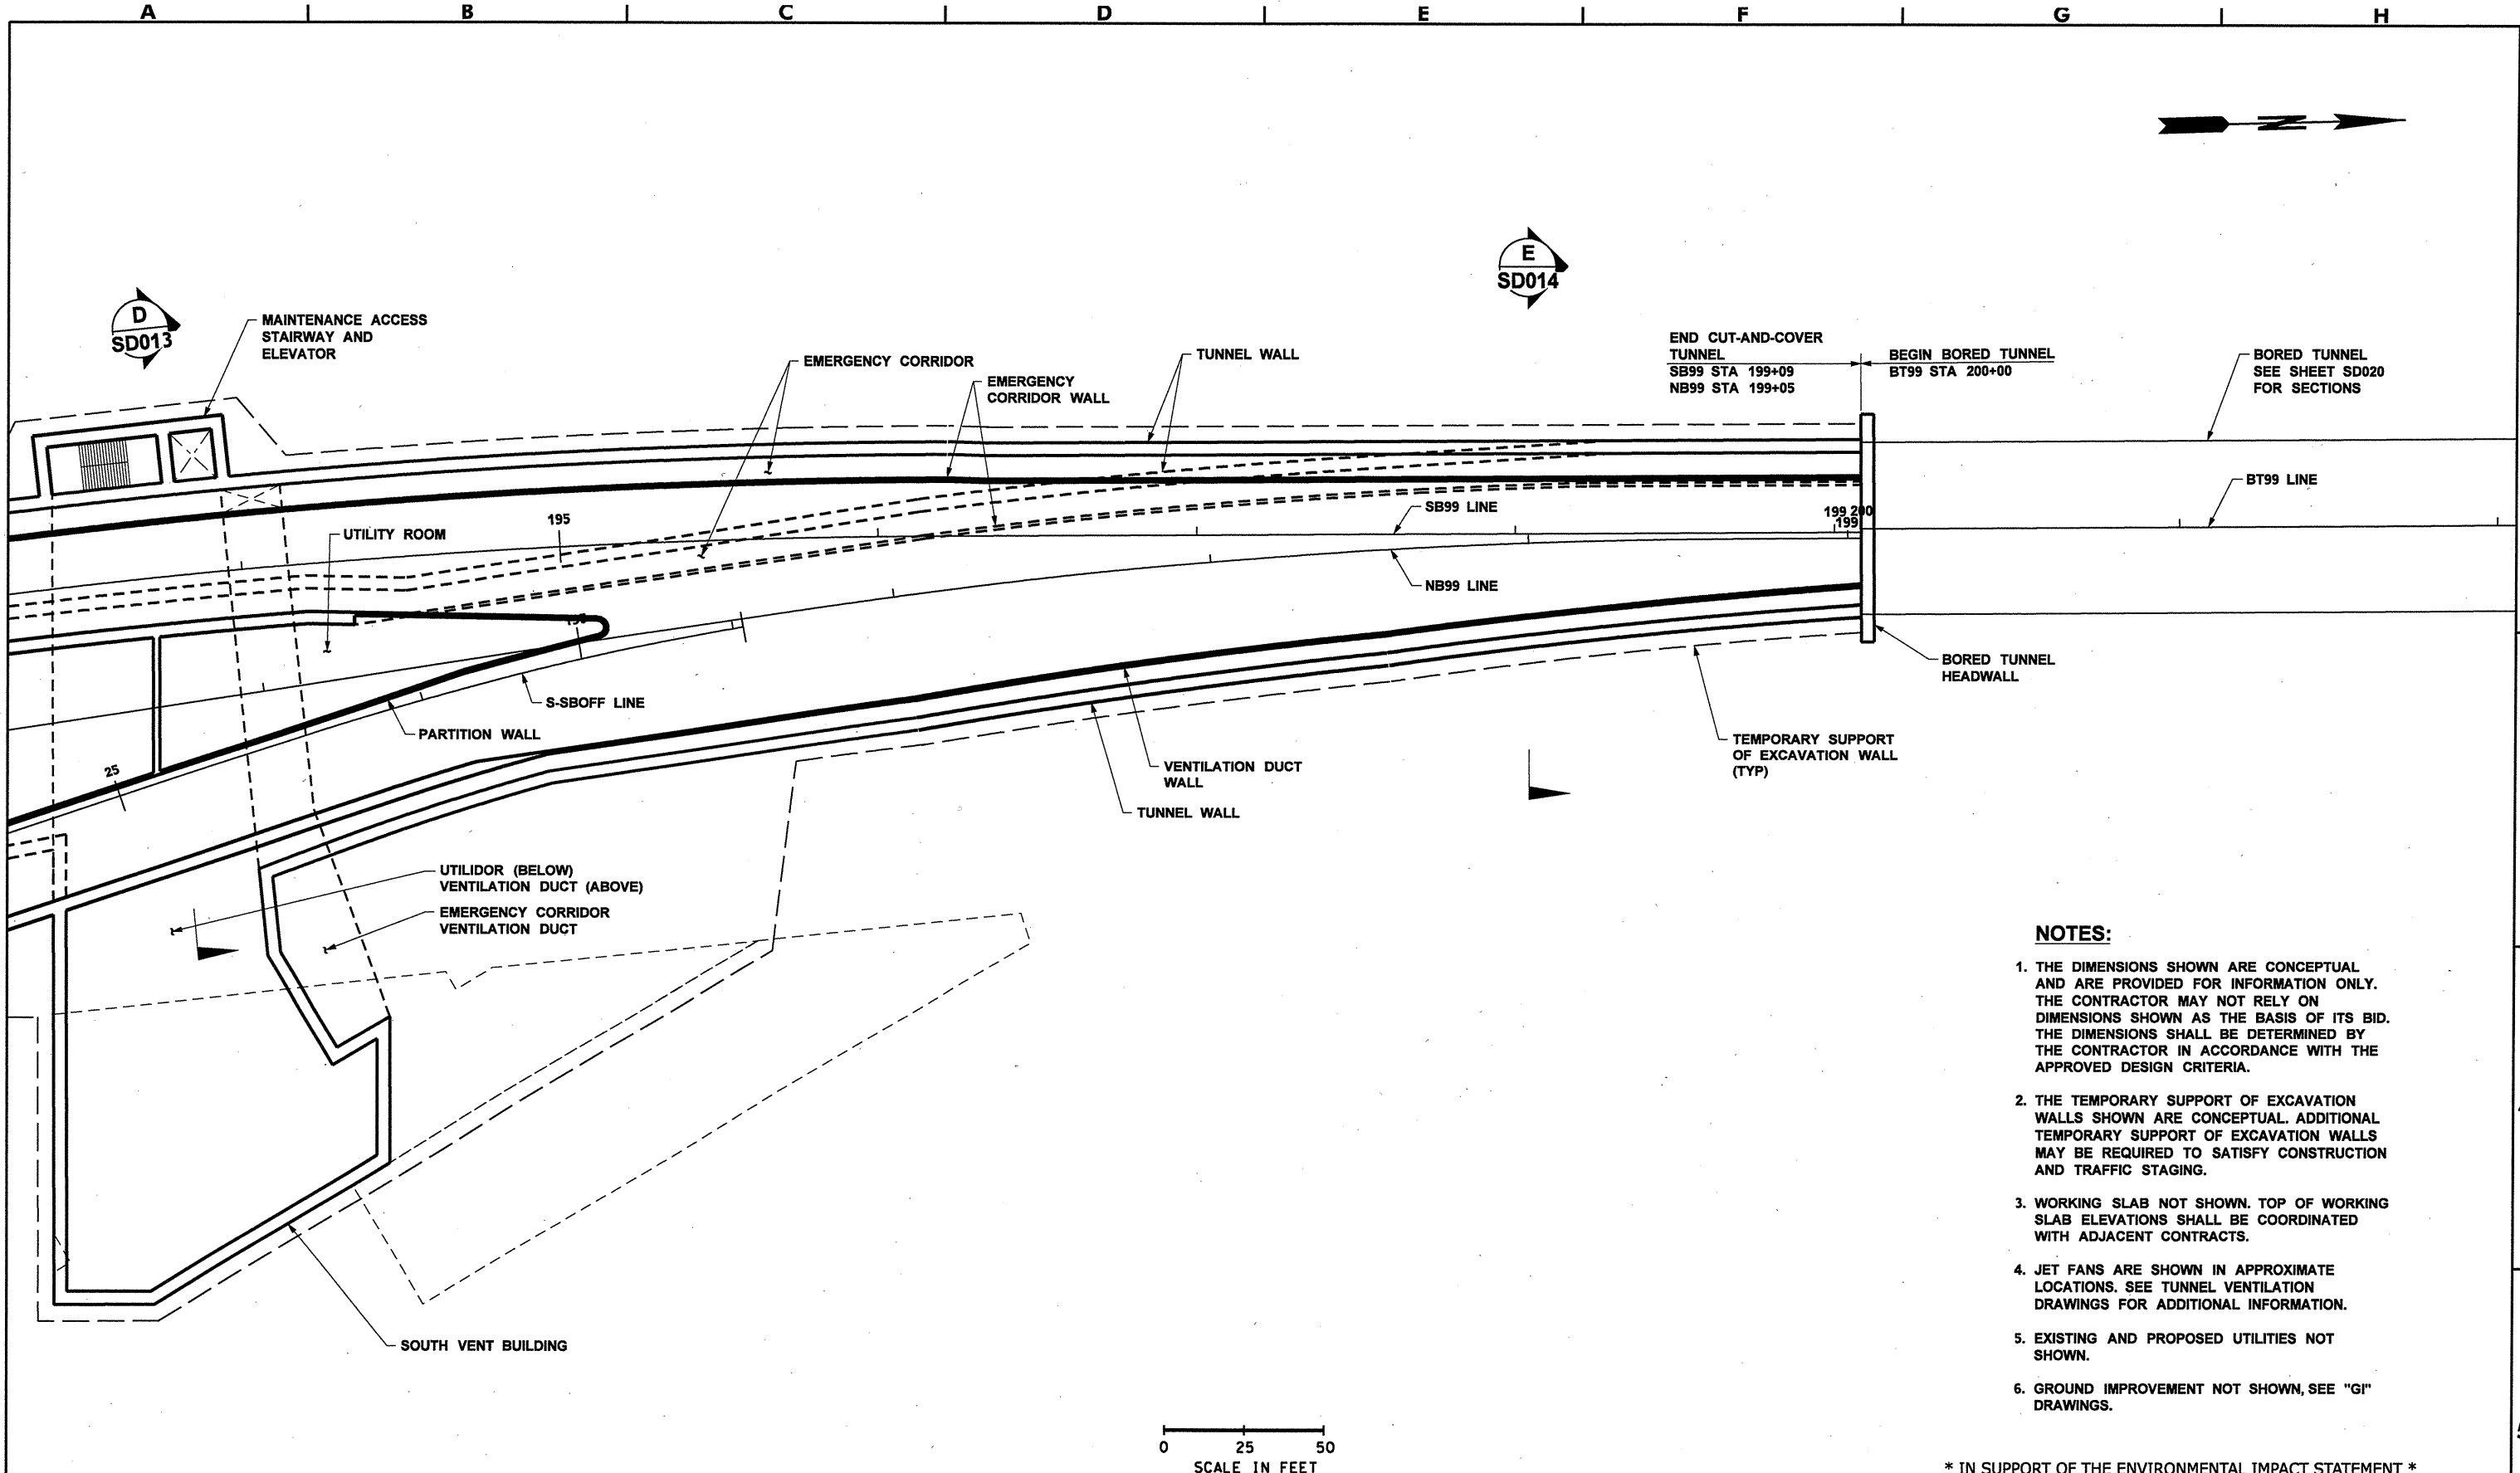 A B C D E F G H
N
E
SD014
D
SD013
MAINTENANCE ACCESS
STAIRWAY AND
ELEVATOR
EMERGENCY CORRIDOR
EMERGENCY
CORRIDOR WALL
TUNNEL WALL
END CUT-AND-COVER
TUNNEL
SB99 STA 199+09
NB99 STA 199+05
BEGIN BORED TUNNEL
BT99 STA 200+00
BORED TUNNEL
SEE SHEET SD020
FOR SECTIONS
BT99 LINE
195
UTILITY ROOM
SB99 LINE
199 200
199
NB99 LINE
BORED TUNNEL
HEADWALL
S-SBOFF LINE
PARTITION WALL
25
TEMPORARY SUPPORT
OF EXCAVATION WALL
(TYP)
VENTILATION DUCT
WALL
TUNNEL WALL
UTILIDOR (BELOW)
VENTILATION DUCT (ABOVE)
EMERGENCY CORRIDOR
VENTILATION DUCT
SOUTH VENT BUILDING
NOTES:
1. THE DIMENSIONS SHOWN ARE CONCEPTUAL
AND ARE PROVIDED FOR INFORMATION ONLY.
THE CONTRACTOR MAY NOT RELY ON
DIMENSIONS SHOWN AS THE BASIS OF ITS BID.
THE DIMENSIONS SHALL BE DETERMINED BY
THE CONTRACTOR IN ACCORDANCE WITH THE
APPROVED DESIGN CRITERIA.
2. THE TEMPORARY SUPPORT OF EXCAVATION
WALLS SHOWN ARE CONCEPTUAL. ADDITIONAL
TEMPORARY SUPPORT OF EXCAVATION WALLS
MAY BE REQUIRED TO SATISFY CONSTRUCTION
AND TRAFFIC STAGING.
3. WORKING SLAB NOT SHOWN. TOP OF WORKING
SLAB ELEVATIONS SHALL BE COORDINATED
WITH ADJACENT CONTRACTS.
4. JET FANS ARE SHOWN IN APPROXIMATE
LOCATIONS. SEE TUNNEL VENTILATION
DRAWINGS FOR ADDITIONAL INFORMATION.
5. EXISTING AND PROPOSED UTILITIES NOT
SHOWN.
6. GROUND IMPROVEMENT NOT SHOWN, SEE "GI"
DRAWINGS.
0 25 50
SCALE IN FEET
* IN SUPPORT OF THE ENVIRONMENTAL IMPACT STATEMENT *